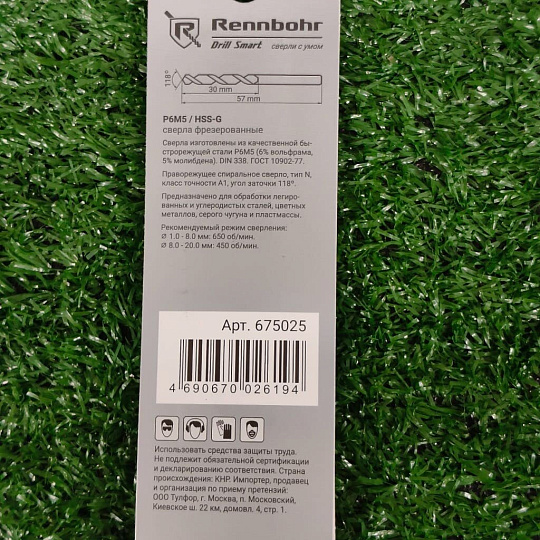 Rennbohr
Drill Smart сверли с умом
118°
30 mm
57 mm
P6M5 / HSS-G
сверла фрезерованные
Сверла изготовлены из качественной бы-
строрежущей стали Р6М5 (6% вольфрама,
5% молибдена). DIN 338. ГОСТ 10902-77.
Праворежущее спиральное сверло, тип N,
класс точности А1, угол заточки 118°.
Предназначено для обработки легиро-
ванных и углеродистых сталей, цветных
металлов, серого чугуна и пластмассы.
Рекомендуемый режим сверления:
⌀ 1.0 - 8.0 мм: 650 об/мин.
⌀ 8.0 - 20.0 мм: 450 об/мин.
Арт. 675025
4 690670 026194
Использовать средства защиты труда.
Не подлежит обязательной сертификации
и декларированию соответствия. Страна
происхождения: КНР. Импортер, продавец
и организация по приему претензий:
ООО Тулфор, г. Москва, п. Московский,
Киевское ш. 22 км, домовл. 4, стр. 1.